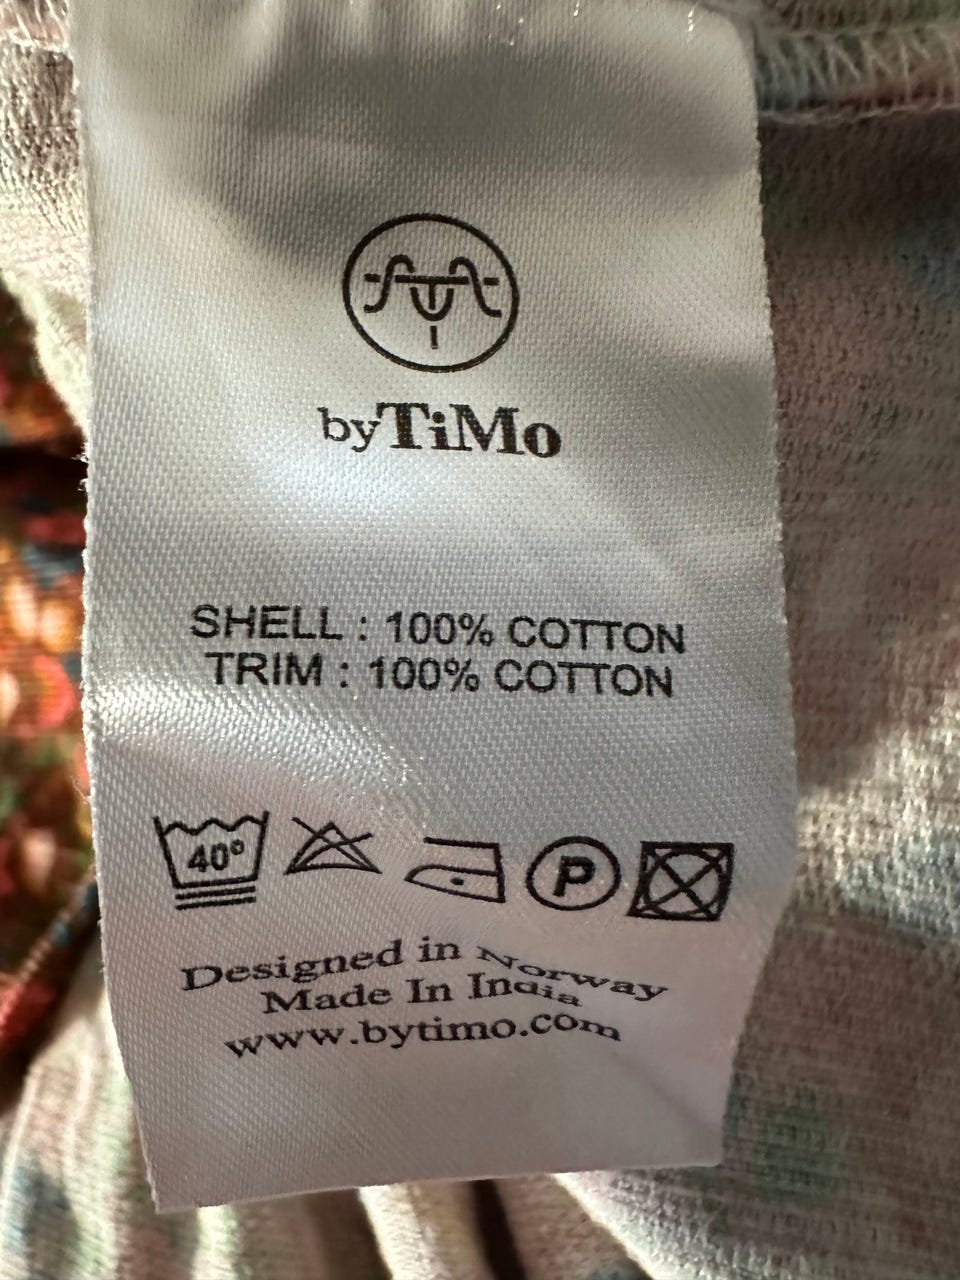 byTiMo
SHELL : 100% COTTON
TRIM : 100% COTTON
40° P
Designed in Norway
Made In India
www.bytimo.com